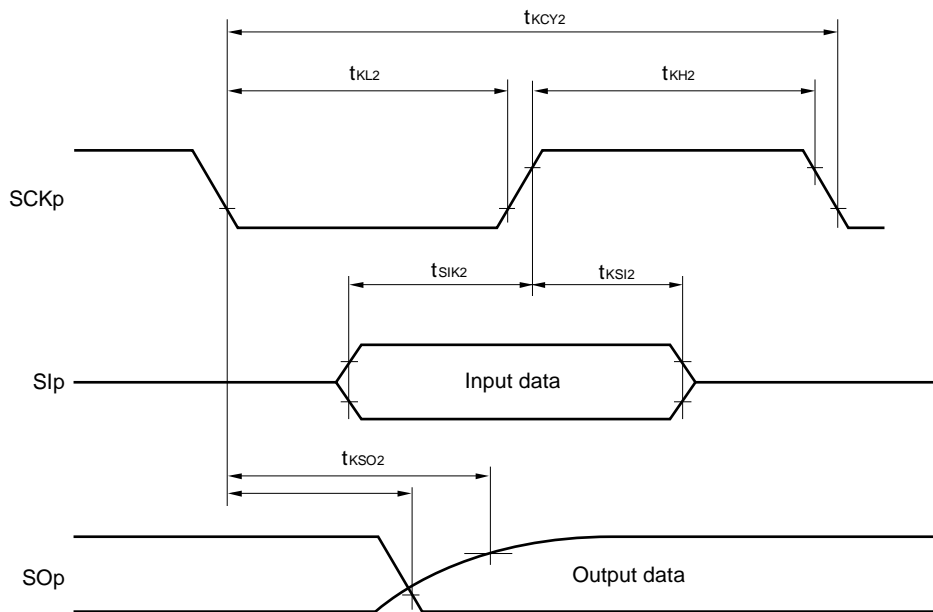 tKCY2
tKL2
tKH2
SCKp
tSIK2
tKSI2
SIp
Input data
tKSO2
SOp
Output data